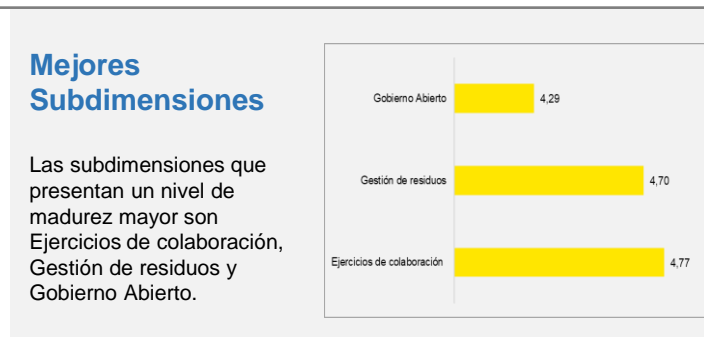 Mejores
Subdimensiones
Las subdimensiones que
presentan un nivel de
madurez mayor son
Ejercicios de colaboración,
Gestión de residuos y
Gobierno Abierto.
Gobierno Abierto 4,29
Gestión de residuos 4,70
Ejercicios de colaboración 4,77